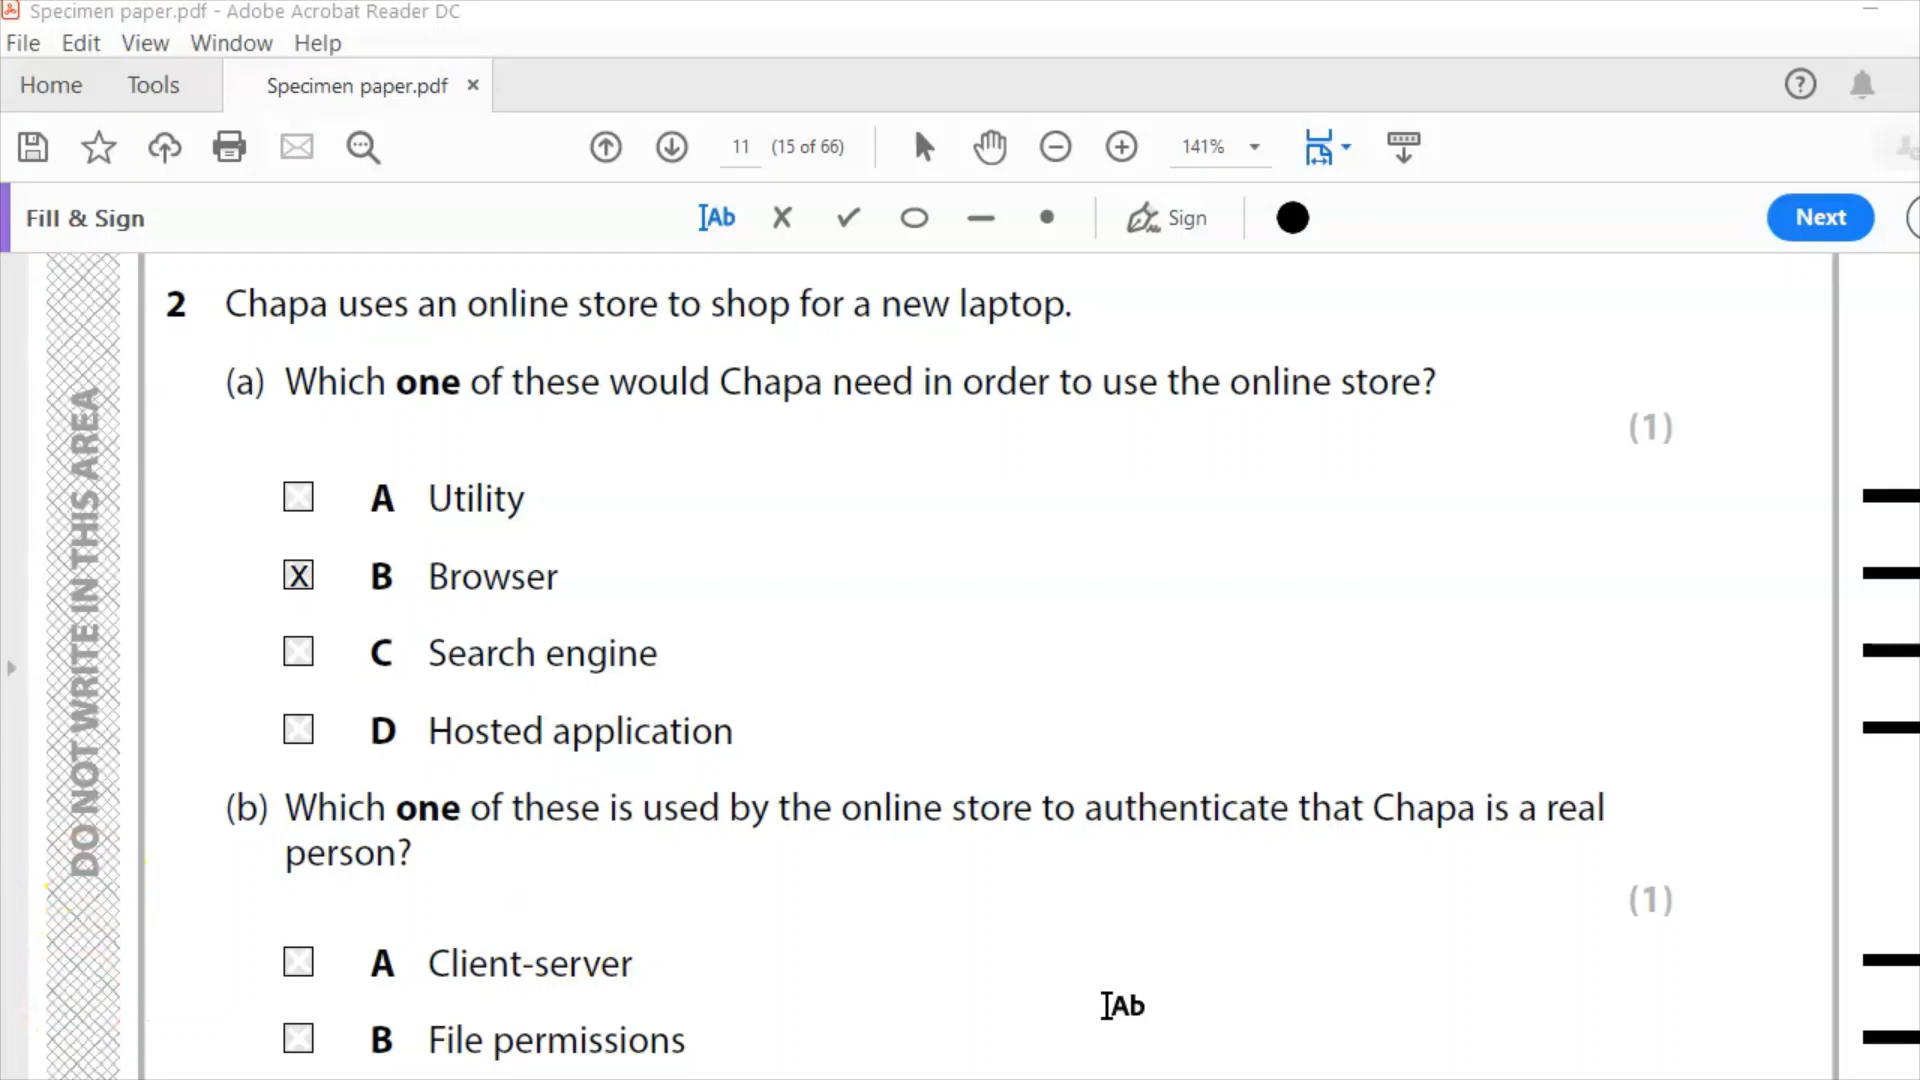 Specimen paper.pdf - Adobe Acrobat Reader DC
File Edit View Window Help
Home Tools Specimen paper.pdf ×
11 (15 of 66) 141%
Fill & Sign Ab Sign Next
DO NOT WRITE IN THIS AREA
2 Chapa uses an online store to shop for a new laptop.
(a) Which one of these would Chapa need in order to use the online store?
(1)
A Utility
X B Browser
C Search engine
D Hosted application
(b) Which one of these is used by the online store to authenticate that Chapa is a real
person?
(1)
A Client-server
Ab
B File permissions